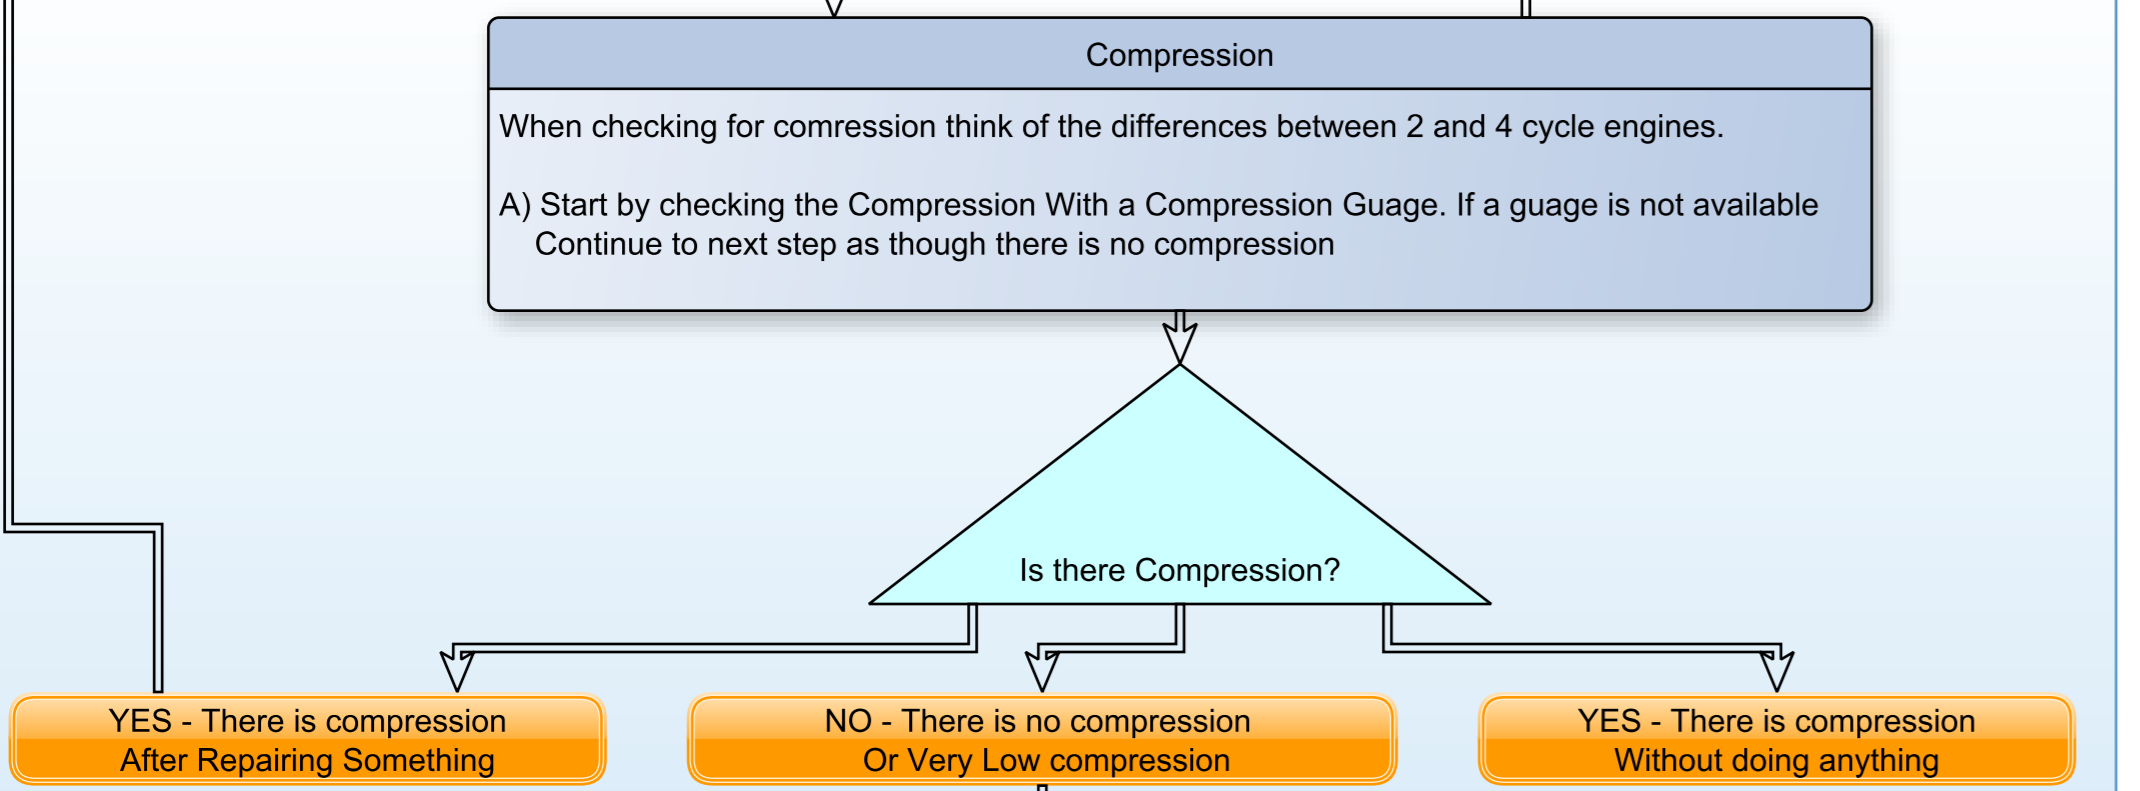 Compression
When checking for comression think of the differences between 2 and 4 cycle engines.
A) Start by checking the Compression With a Compression Guage. If a guage is not available
Continue to next step as though there is no compression
Is there Compression?
YES - There is compression
After Repairing Something
NO - There is no compression
Or Very Low compression
YES - There is compression
Without doing anything